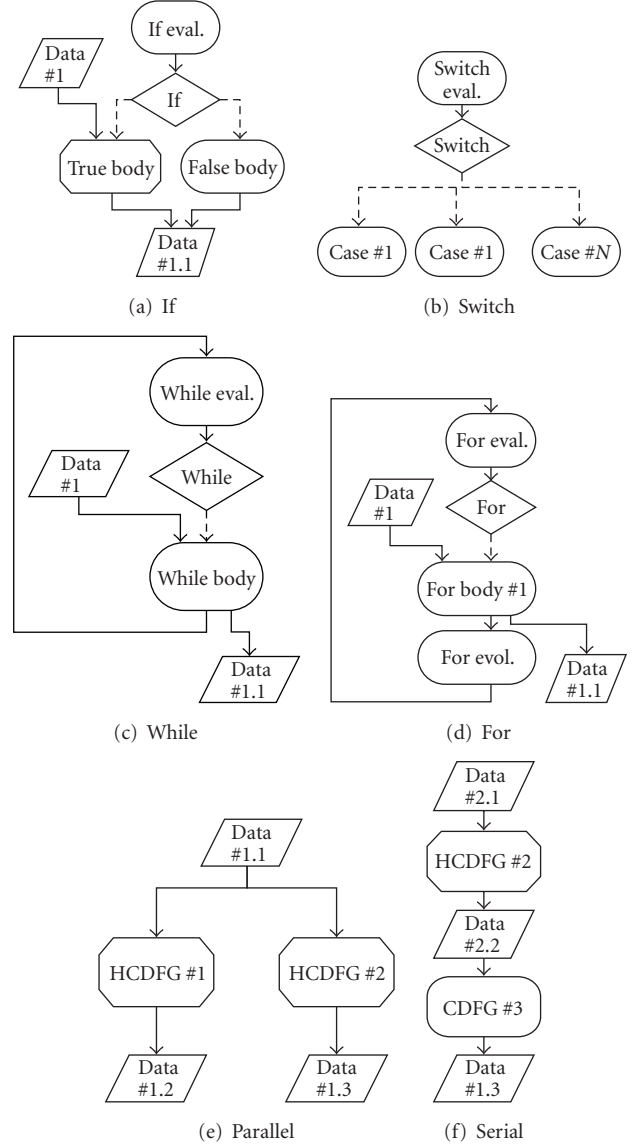 If eval.
Data
#1
If
True body
False body
Data
#1.1
(a) If
Switch
eval.
Switch
Case #1
Case #1
Case #N
(b) Switch
While eval.
Data
#1
While
While body
Data
#1.1
(c) While
For eval.
Data
#1
For
For body #1
For evol.
Data
#1.1
(d) For
Data
#1.1
HCDFG #1
HCDFG #2
Data
#1.2
Data
#1.3
(e) Parallel
Data
#2.1
HCDFG #2
Data
#2.2
CDFG #3
Data
#1.3
(f) Serial